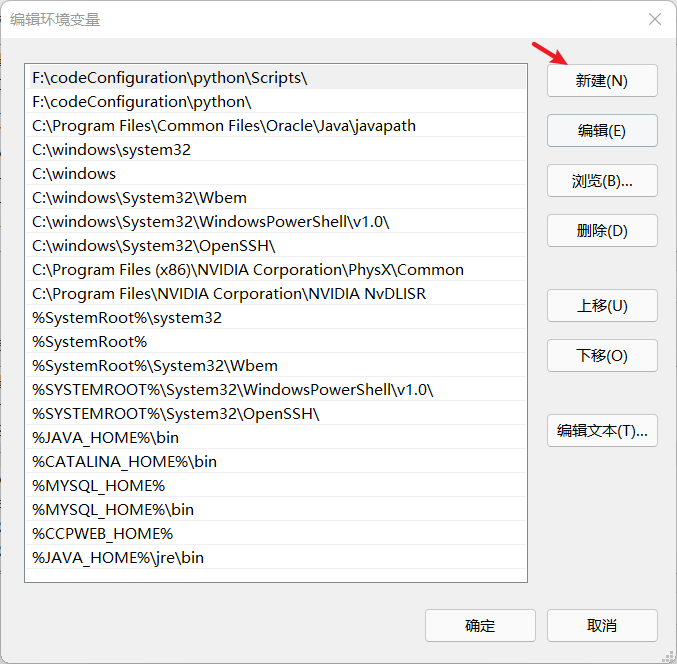 编辑环境变量
F:\codeConfiguration\python\Scripts\
F:\codeConfiguration\python\
C:\Program Files\Common Files\Oracle\Java\javapath
C:\windows\system32
C:\windows
C:\windows\System32\Wbem
C:\windows\System32\WindowsPowerShell\v1.0\
C:\windows\System32\OpenSSH\
C:\Program Files (x86)\NVIDIA Corporation\PhysX\Common
C:\Program Files\NVIDIA Corporation\NVIDIA NvDLISR
%SystemRoot%\system32
%SystemRoot%
%SystemRoot%\System32\Wbem
%SYSTEMROOT%\System32\WindowsPowerShell\v1.0\
%SYSTEMROOT%\System32\OpenSSH\
%JAVA_HOME%\bin
%CATALINA_HOME%\bin
%MYSQL_HOME%
%MYSQL_HOME%\bin
%CCPWEB_HOME%
%JAVA_HOME%\jre\bin
新建(N)
编辑(E)
浏览(B)...
删除(D)
上移(U)
下移(O)
编辑文本(T)...
确定
取消